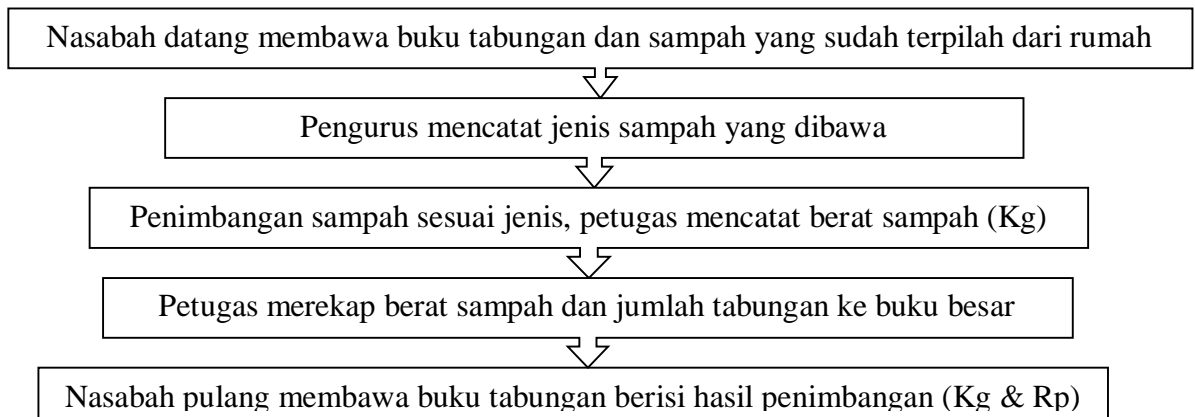 Nasabah datang membawa buku tabungan dan sampah yang sudah terpilah dari rumah
Pengurus mencatat jenis sampah yang dibawa
Penimbangan sampah sesuai jenis, petugas mencatat berat sampah (Kg)
Petugas merekap berat sampah dan jumlah tabungan ke buku besar
Nasabah pulang membawa buku tabungan berisi hasil penimbangan (Kg & Rp)